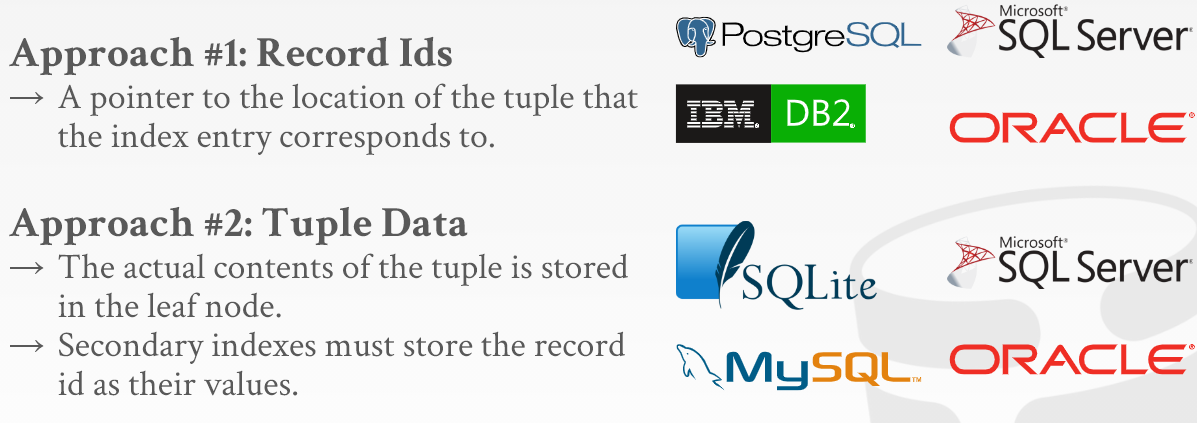 Approach #1: Record Ids
→ A pointer to the location of the tuple that
the index entry corresponds to.
PostgreSQL
Microsoft®
SQL Server®
IBM® DB2®
ORACLE®
Approach #2: Tuple Data
→ The actual contents of the tuple is stored
in the leaf node.
→ Secondary indexes must store the record
id as their values.
SQLite
Microsoft®
SQL Server®
MySQL™
ORACLE®